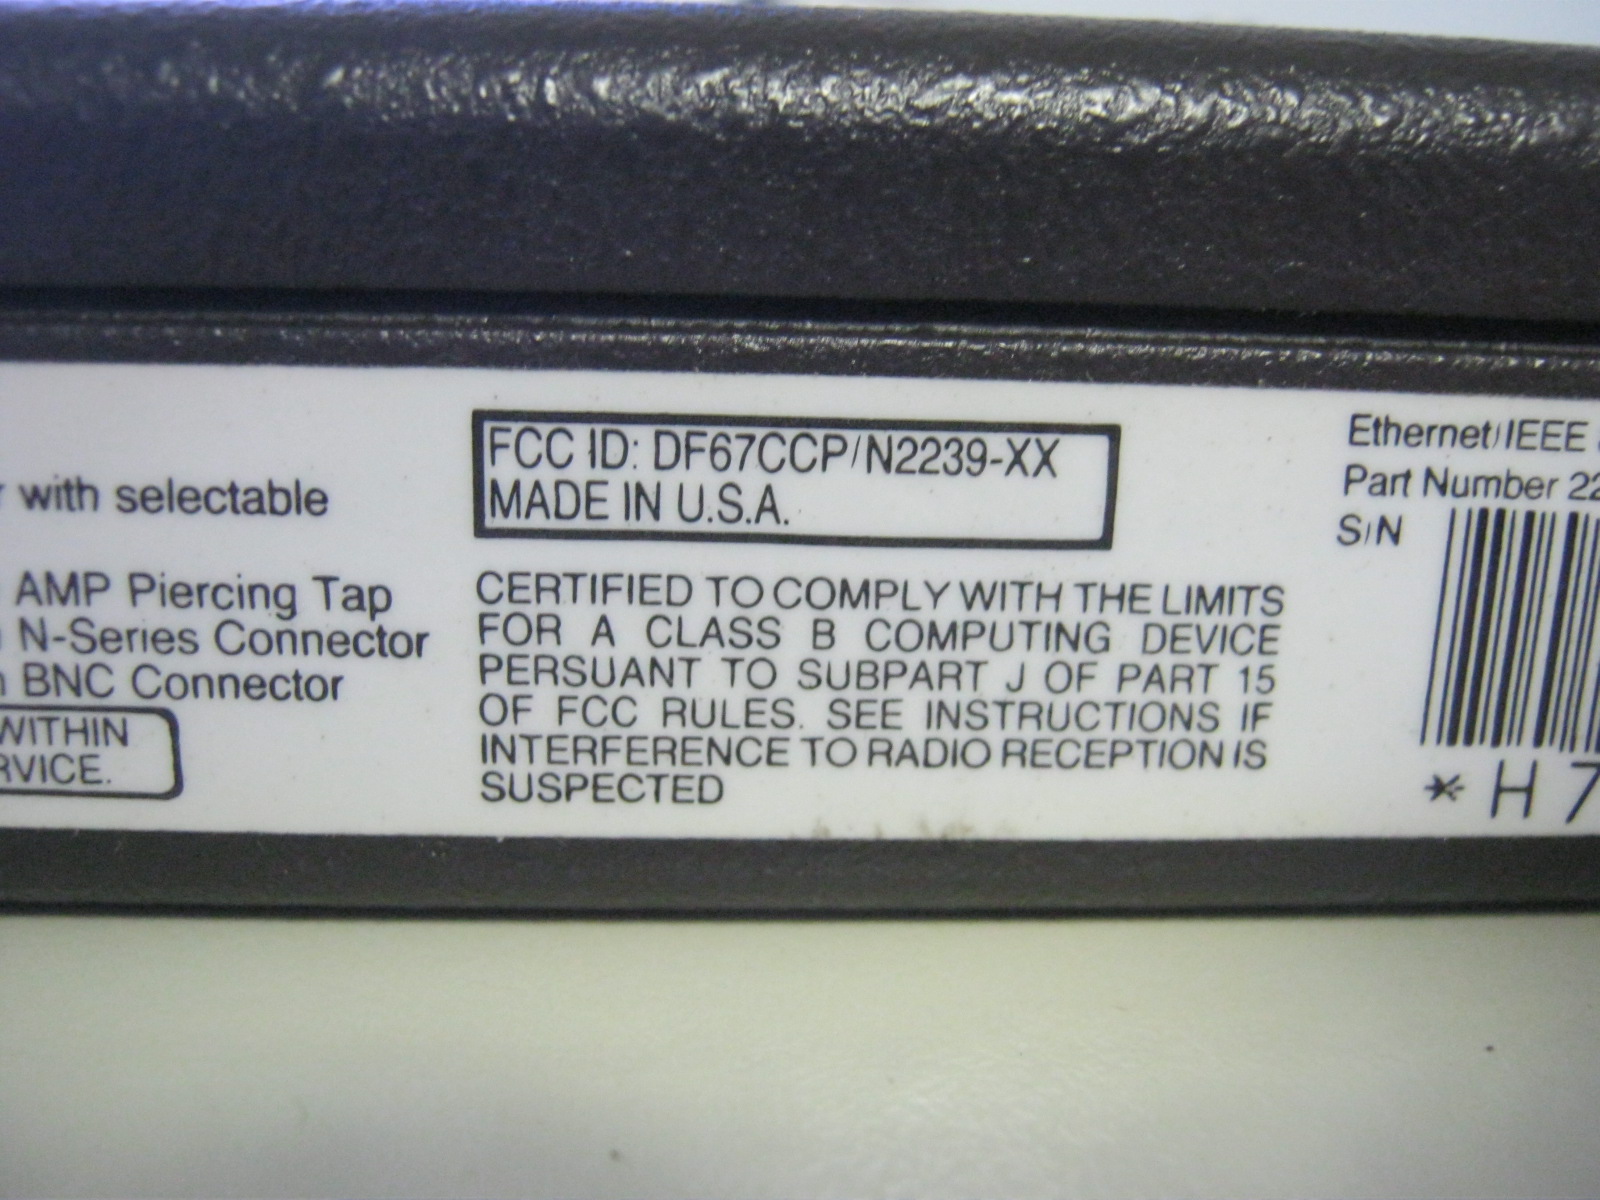 with selectable
AMP Piercing Tap
N-Series Connector
BNC Connector
WITHIN
FCC ID: DF67CCP/N2239-XX
MADE IN U.S.A.
CERTIFIED TO COMPLY WITH THE LIMITS
FOR A CLASS B COMPUTING DEVICE
PERSUANT TO SUBPART J OF PART 15
OF FCC RULES. SEE INSTRUCTIONS IF
INTERFERENCE TO RADIO RECEPTION IS
SUSPECTED
Ethernet/IEEE
Part Number 22
S/N
* H 7